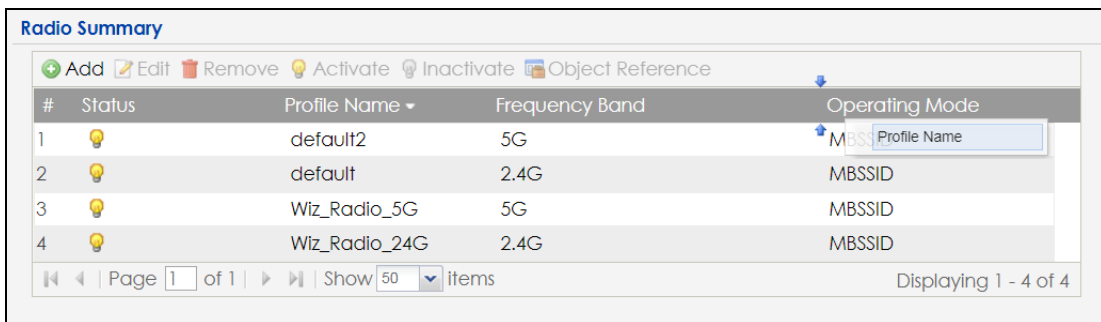 Radio Summary
Add Edit Remove Activate Inactivate Object Reference
# Status Profile Name Frequency Band Operating Mode
1 default2 5G MBSSID
Profile Name
2 default 2.4G MBSSID
3 Wiz_Radio_5G 5G MBSSID
4 Wiz_Radio_24G 2.4G MBSSID
Page 1 of 1 Show 50 items Displaying 1 - 4 of 4